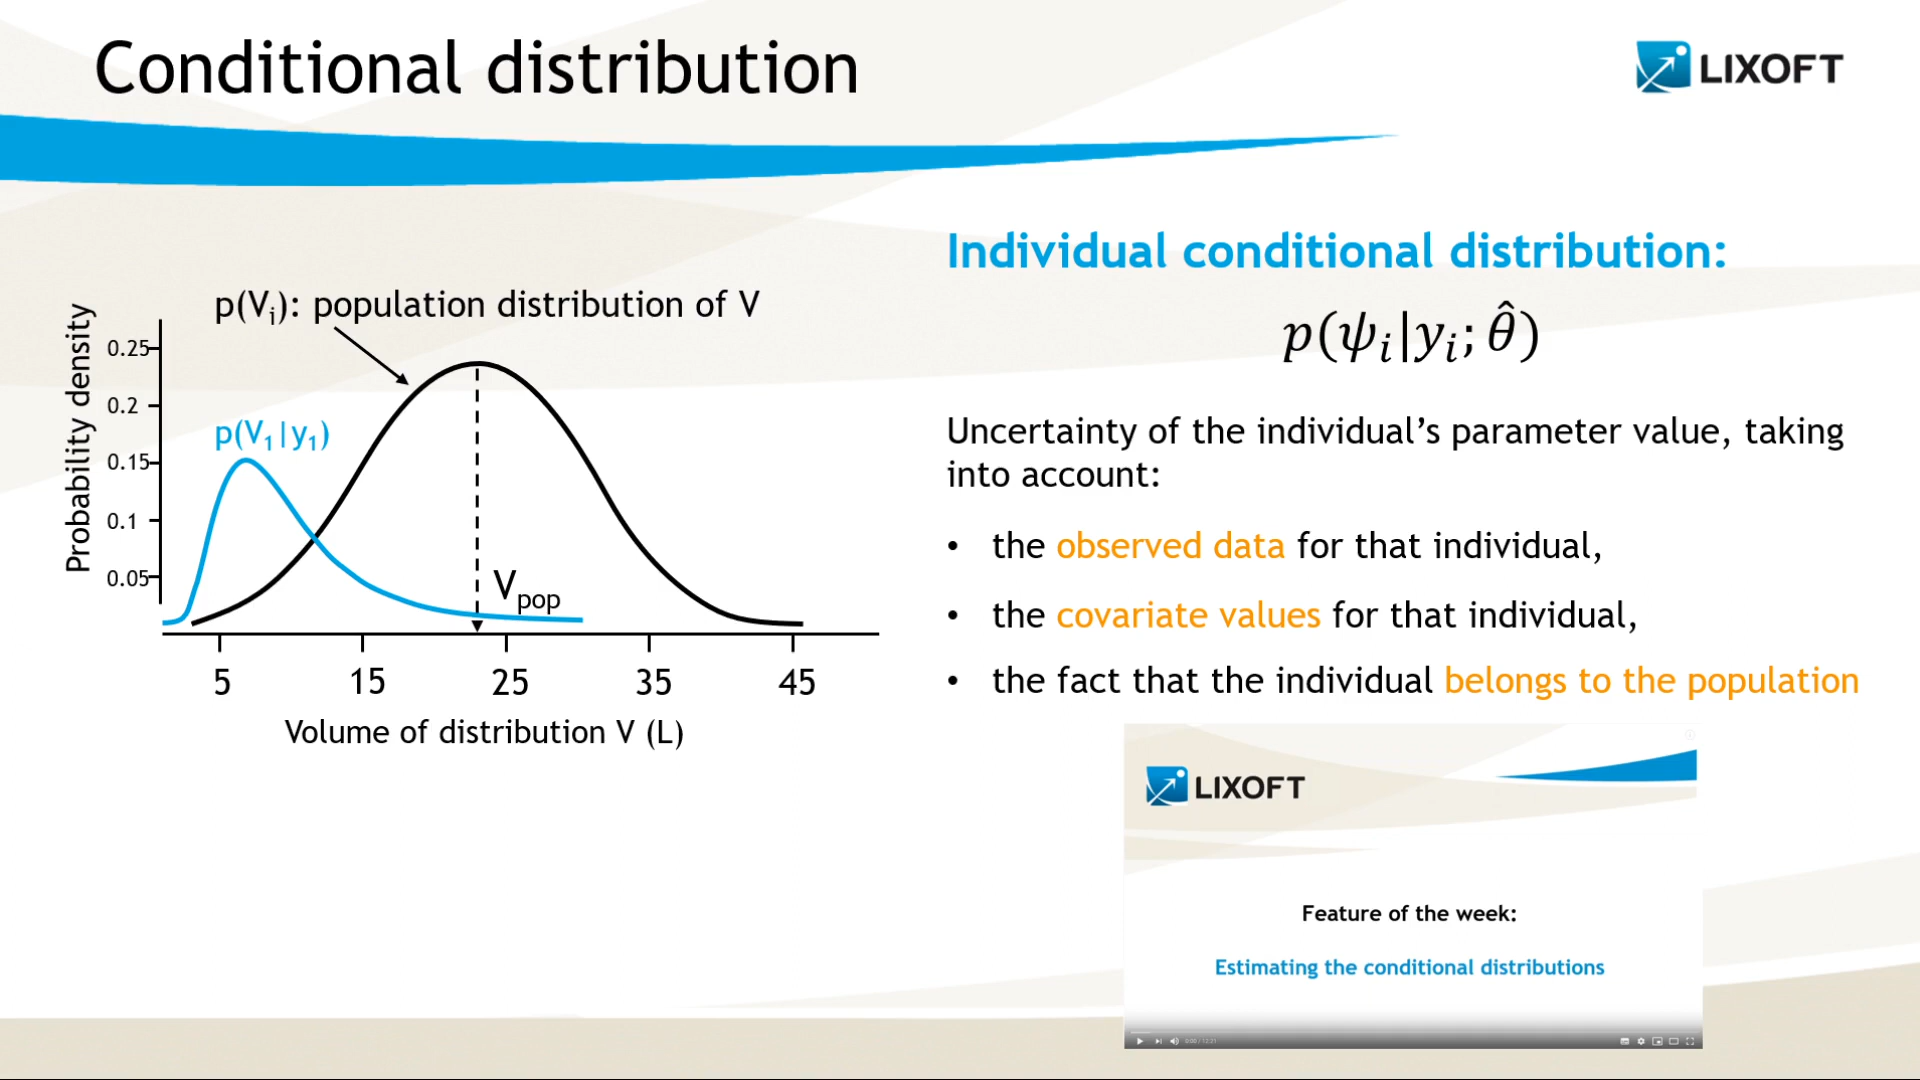 Conditional distribution
LIXOFT
Individual conditional distribution:
p(ψᵢ|yᵢ; θ̂)
Uncertainty of the individual's parameter value, taking
into account:
• the observed data for that individual,
• the covariate values for that individual,
• the fact that the individual belongs to the population
p(Vᵢ): population distribution of V
p(V₁|y₁)
Probability density
0.25
0.2
0.15
0.1
0.05
V_pop
5 15 25 35 45
Volume of distribution V (L)
LIXOFT
Feature of the week:
Estimating the conditional distributions